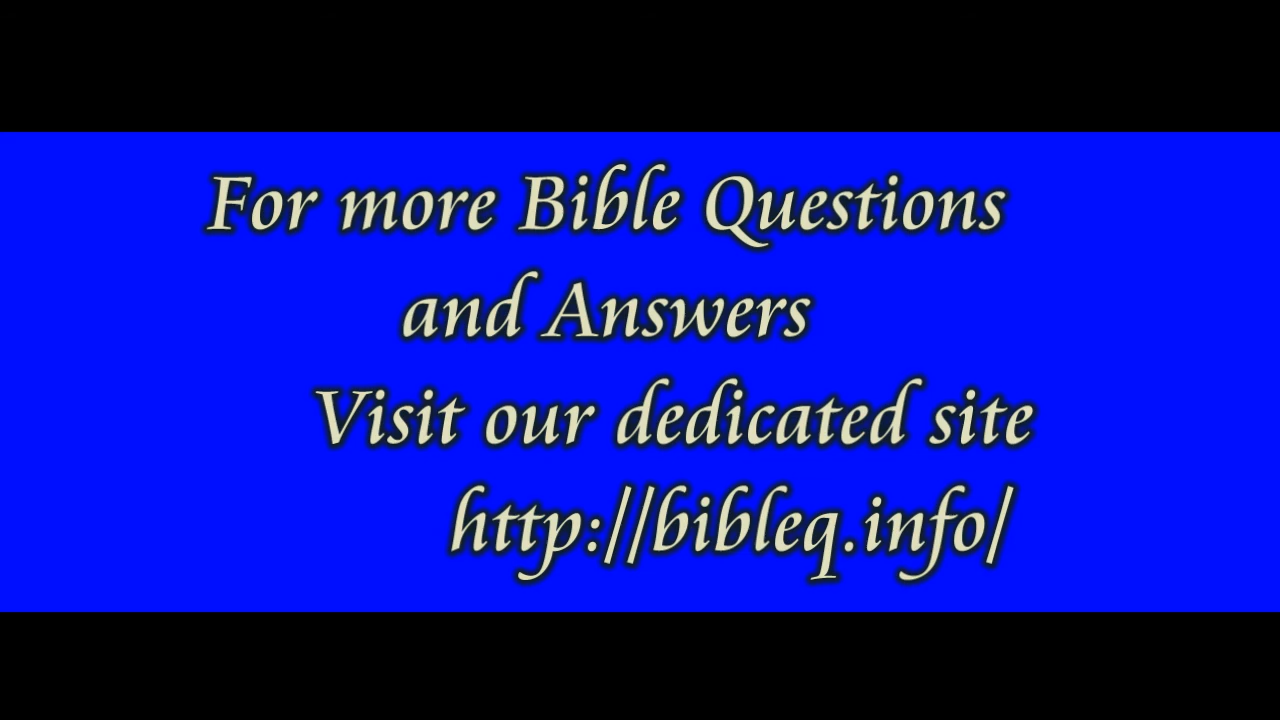 For more Bible Questions
and Answers
Visit our dedicated site
http://bibleq.info/